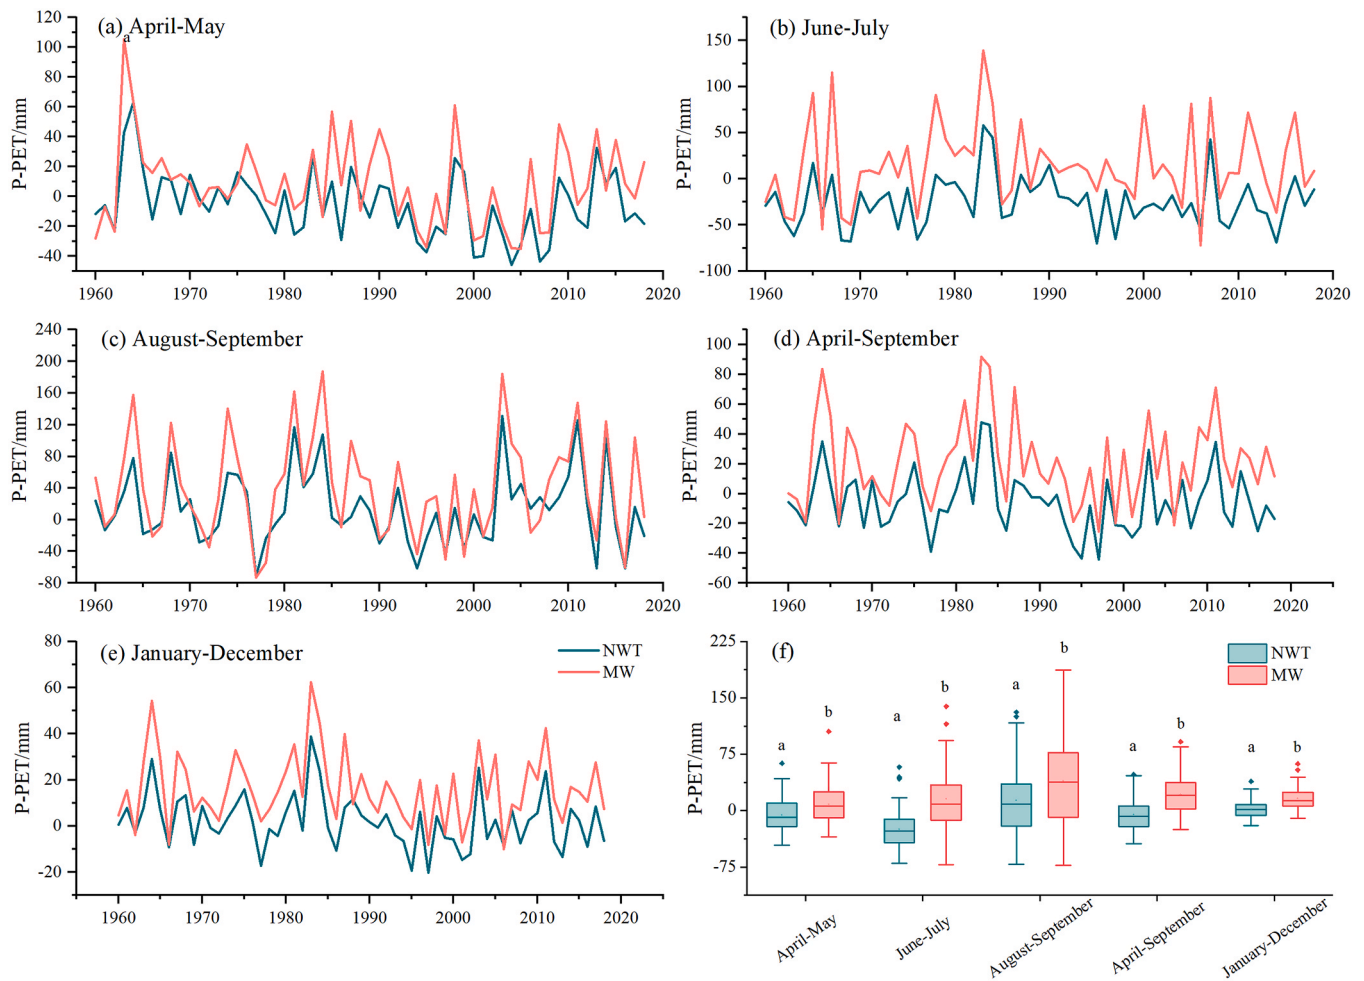 (a) April-May
a
P-PET/mm
120
100
80
60
40
20
0
-20
-40
1960 1970 1980 1990 2000 2010 2020
(b) June-July
P-PET/mm
150
100
50
0
-50
-100
1960 1970 1980 1990 2000 2010 2020
(c) August-September
P-PET/mm
240
200
160
120
80
40
0
-40
-80
1960 1970 1980 1990 2000 2010 2020
(d) April-September
P-PET/mm
100
80
60
40
20
0
-20
-40
-60
1960 1970 1980 1990 2000 2010 2020
(e) January-December
NWT
MW
P-PET/mm
80
60
40
20
0
-20
1960 1970 1980 1990 2000 2010 2020
(f)
NWT
MW
P-PET/mm
225
150
75
0
-75
a b a b a b a b a b
April-May June-July August-September April-September January-December